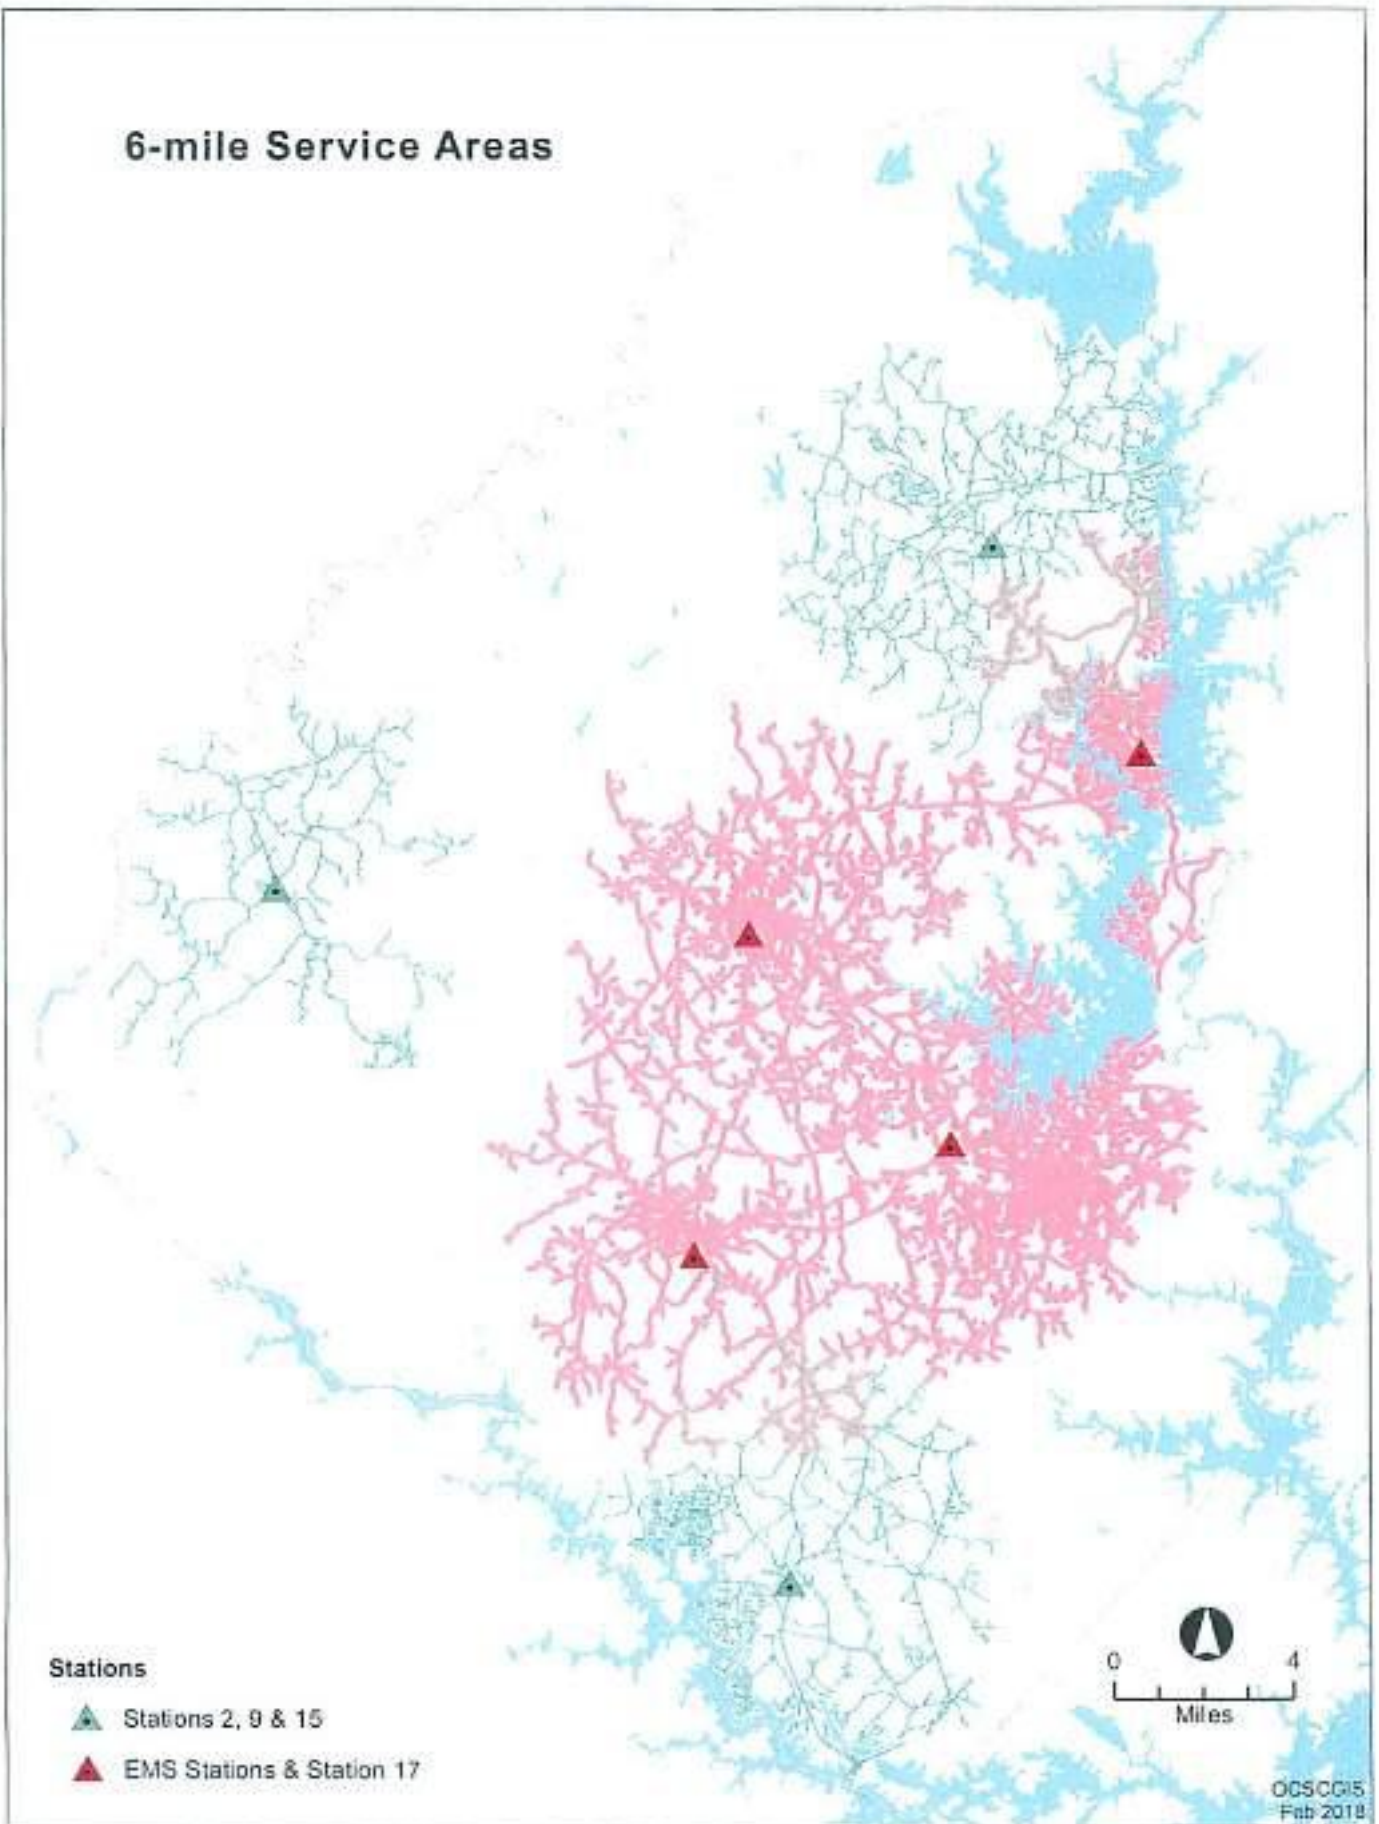 6-mile Service Areas
Stations
Stations 2, 9 & 15
EMS Stations & Station 17
0 4
Miles
OCSCGIS
Feb 2018